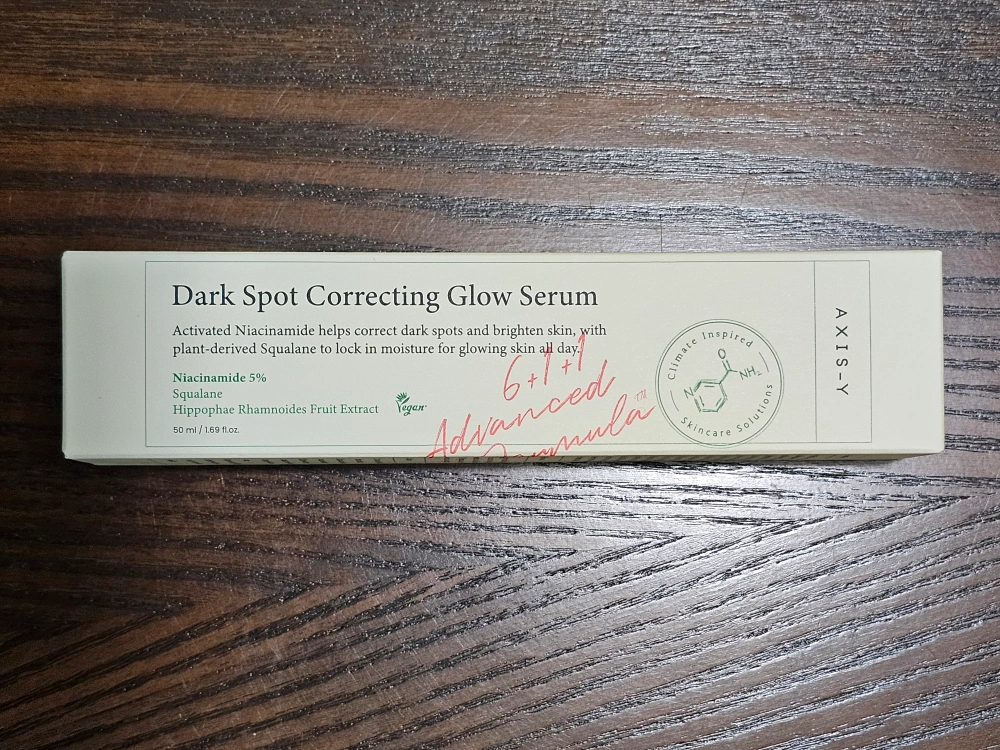 Dark Spot Correcting Glow Serum
Activated Niacinamide helps correct dark spots and brighten skin, with
plant-derived Squalane to lock in moisture for glowing skin all day.
Niacinamide 5%
Squalane
Hippophae Rhamnoides Fruit Extract
Vegan
50 ml / 1.69 fl.oz.
6+1+1
Advanced
Formula™
Climate Inspired
N
O
NH₂
Skincare Solutions
AXIS-Y